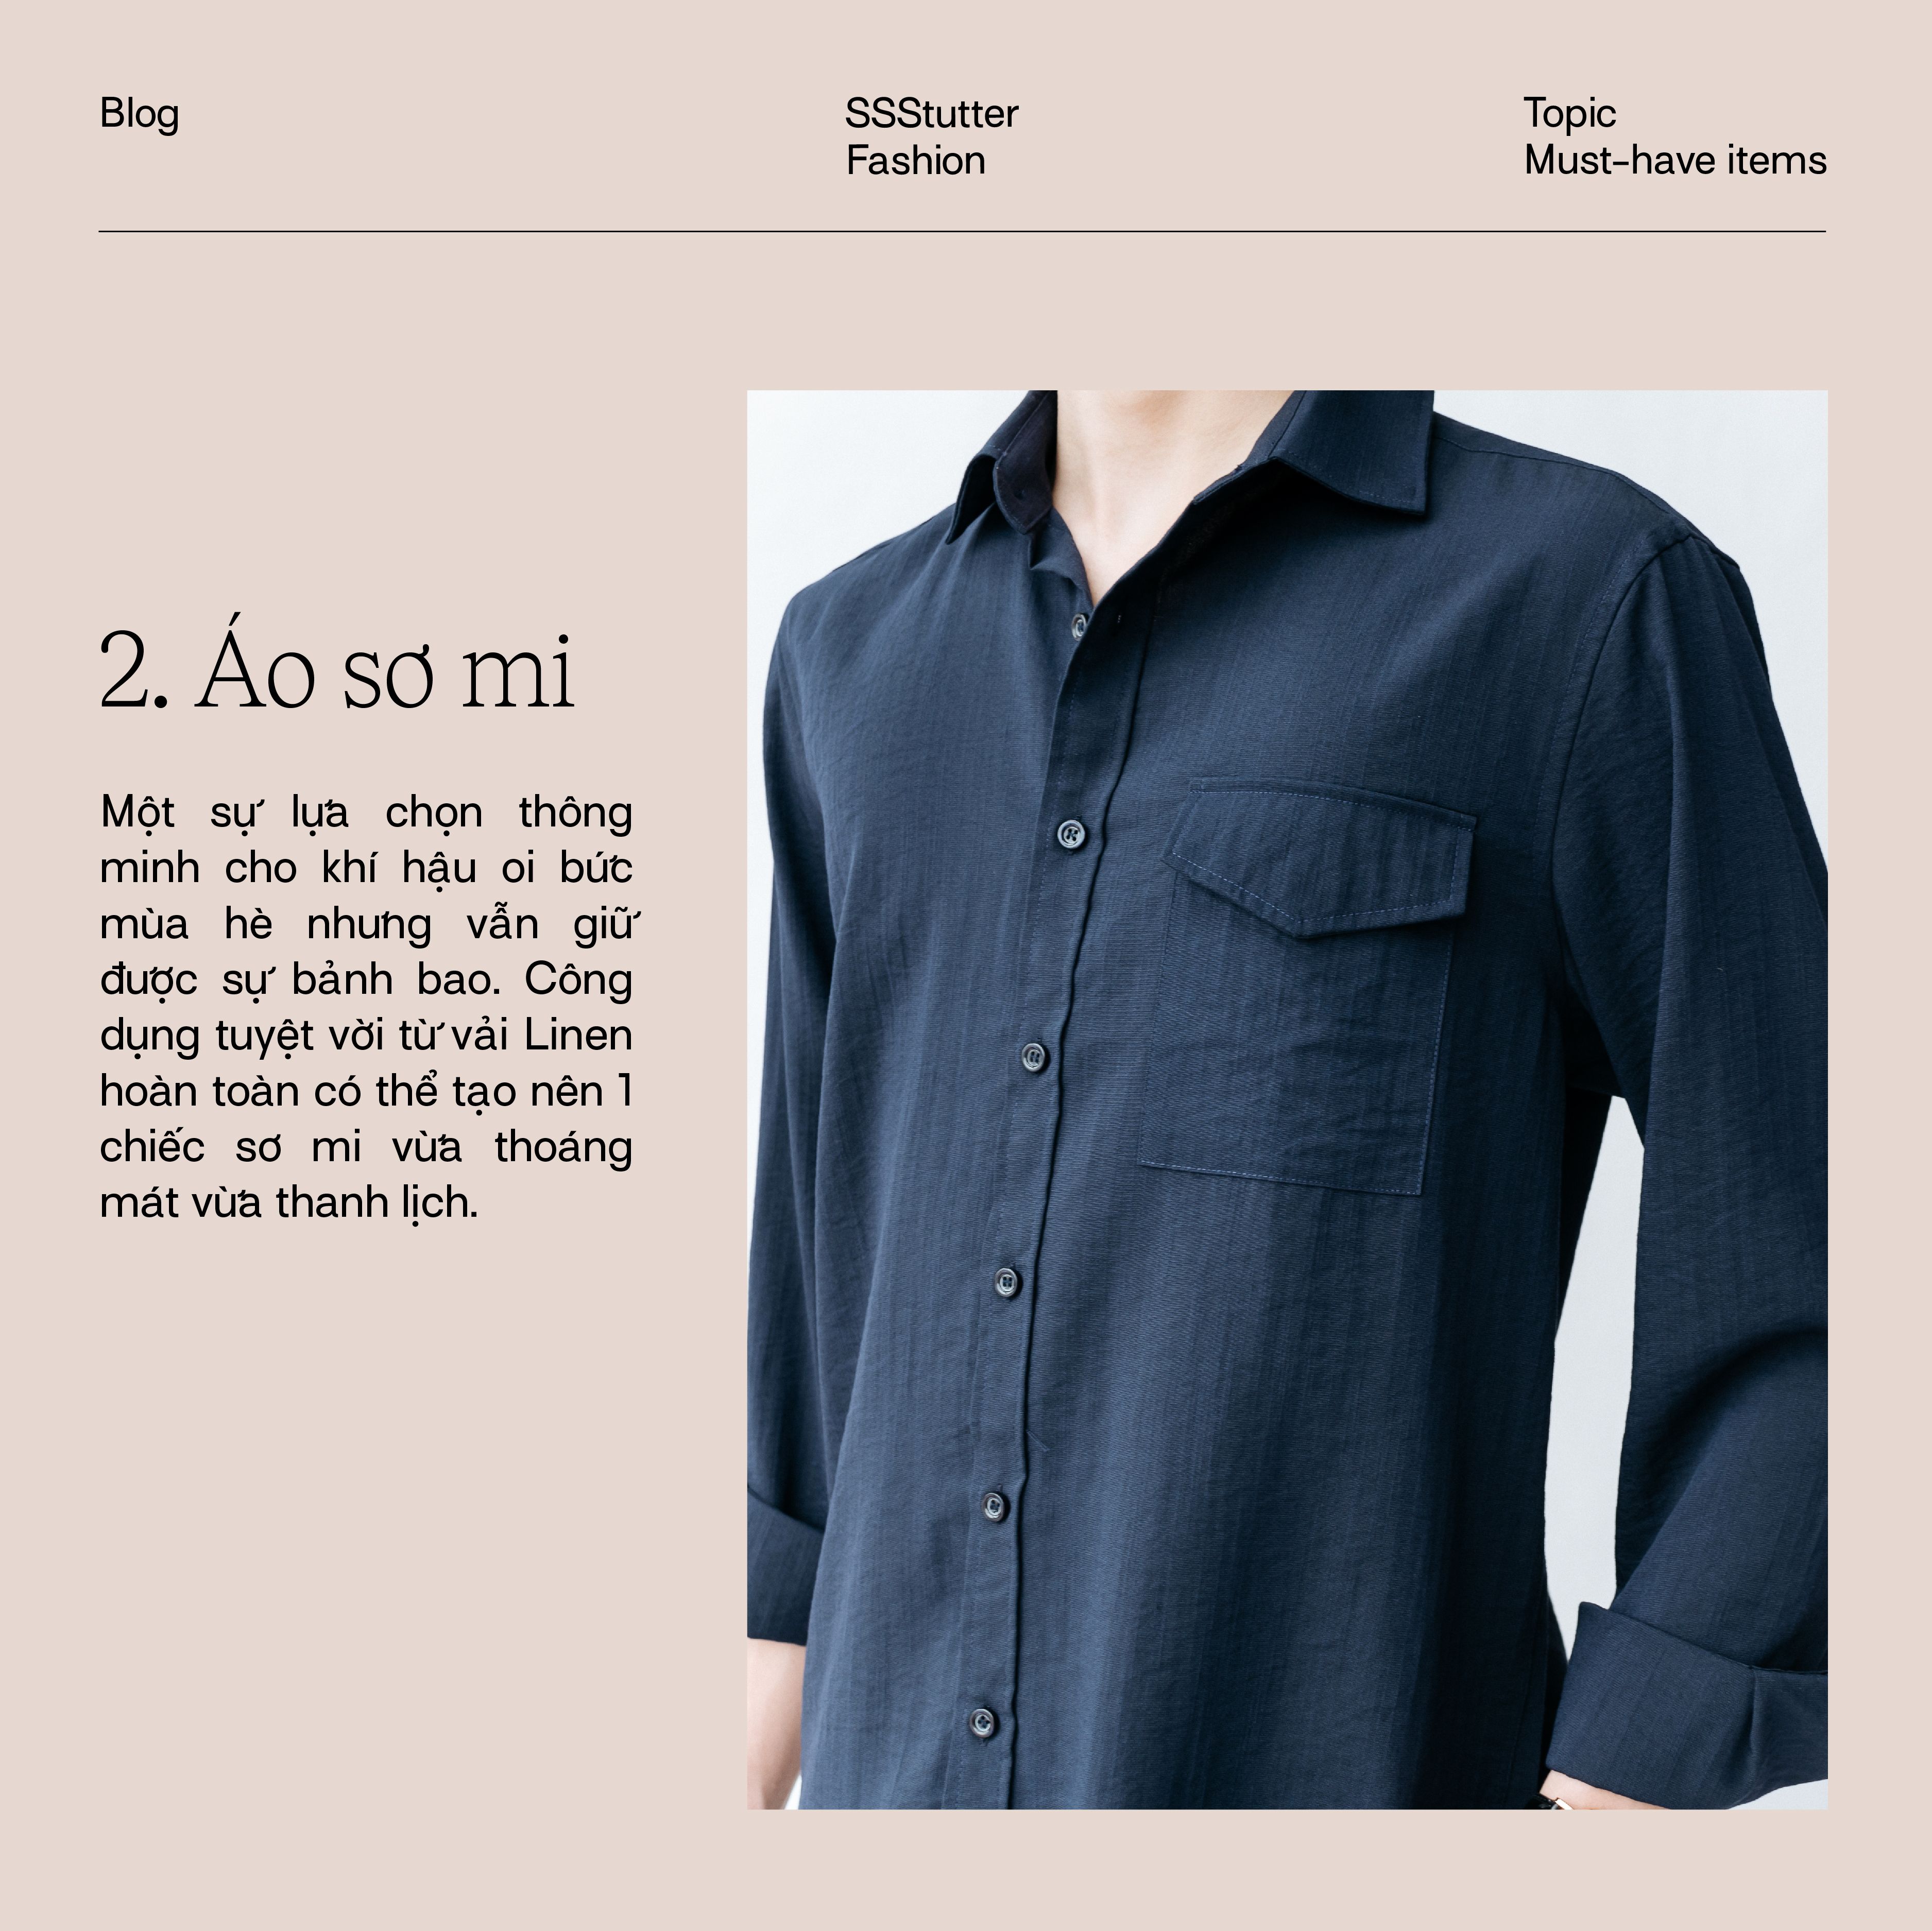 Blog
SSStutter
Fashion
Topic
Must-have items
2. Áo sơ mi
Một sự lựa chọn thông
minh cho khí hậu oi bức
mùa hè nhưng vẫn giữ
được sự bảnh bao. Công
dụng tuyệt vời từ vải Linen
hoàn toàn có thể tạo nên 1
chiếc sơ mi vừa thoáng
mát vừa thanh lịch.